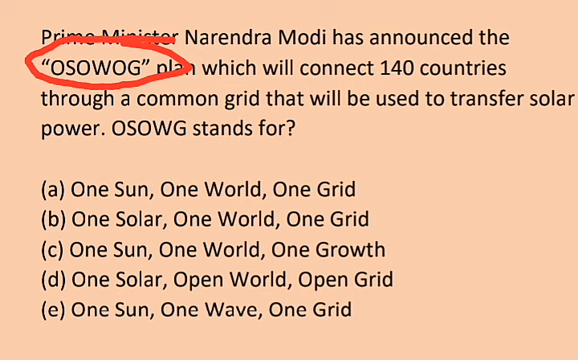 Prime Minister Narendra Modi has announced the
“OSOWOG” plan which will connect 140 countries
through a common grid that will be used to transfer solar
power. OSOWG stands for?
(a) One Sun, One World, One Grid
(b) One Solar, One World, One Grid
(c) One Sun, One World, One Growth
(d) One Solar, Open World, Open Grid
(e) One Sun, One Wave, One Grid